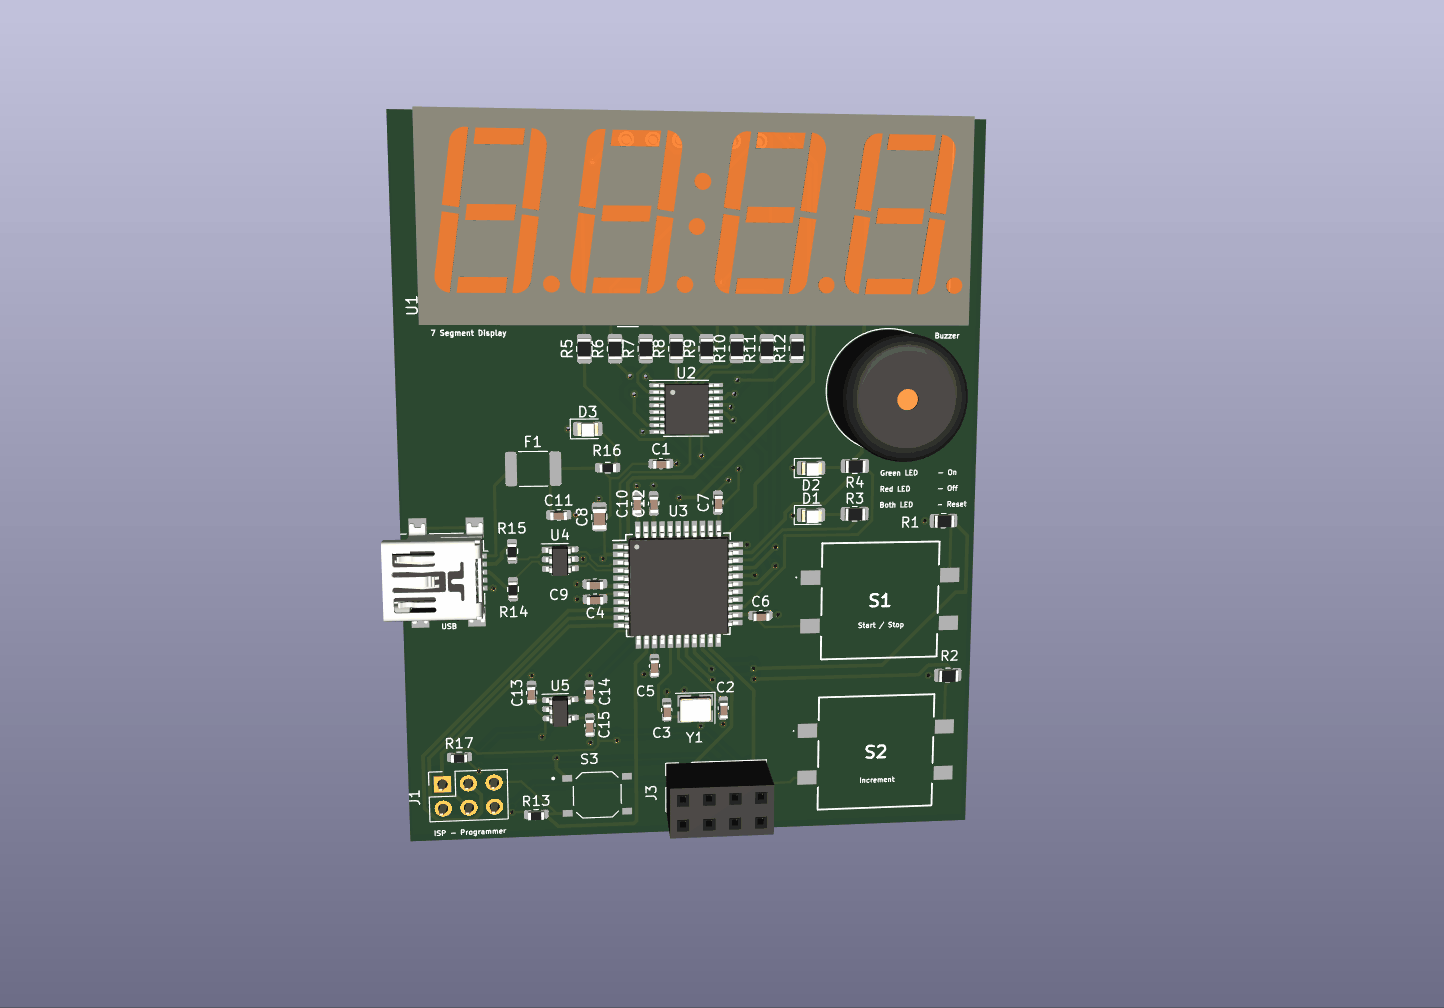 U1
7 Segment Display
Buzzer
R5
R6
R7
R8
R9
R10
R11
R12
U2
D3
F1
R16
C1
D2
R4
Green LED – On
Red LED – Off
Both LED – Reset
D1
R3
R1
C11
C8
C10
C7
U3
R15
U4
R14
C9
C4
C6
USB
S1
Start / Stop
R2
C13
U5
C14
C15
C5
C3
C2
Y1
S2
Increment
R17
S3
J1
R13
J3
ISP – Programmer